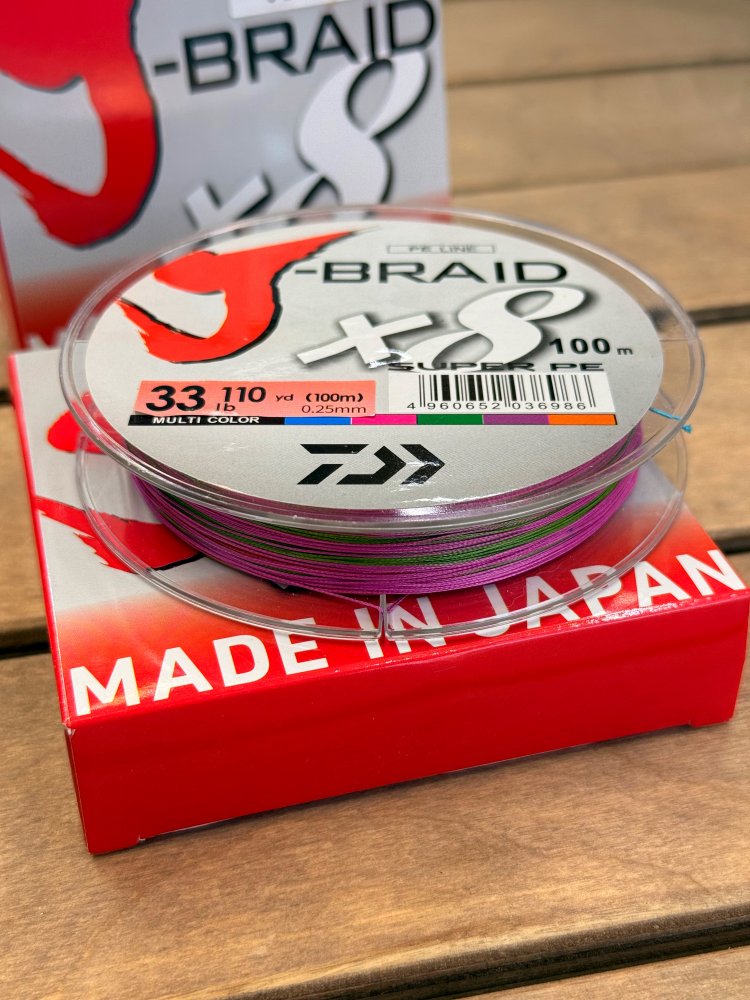 J-BRAID
x8
PE LINE
J-BRAID
x8
100m
SUPER PE
33 lb 110 yd (100m)
0.25mm
4 960652 036986
MULTI COLOR
MADE IN JAPAN